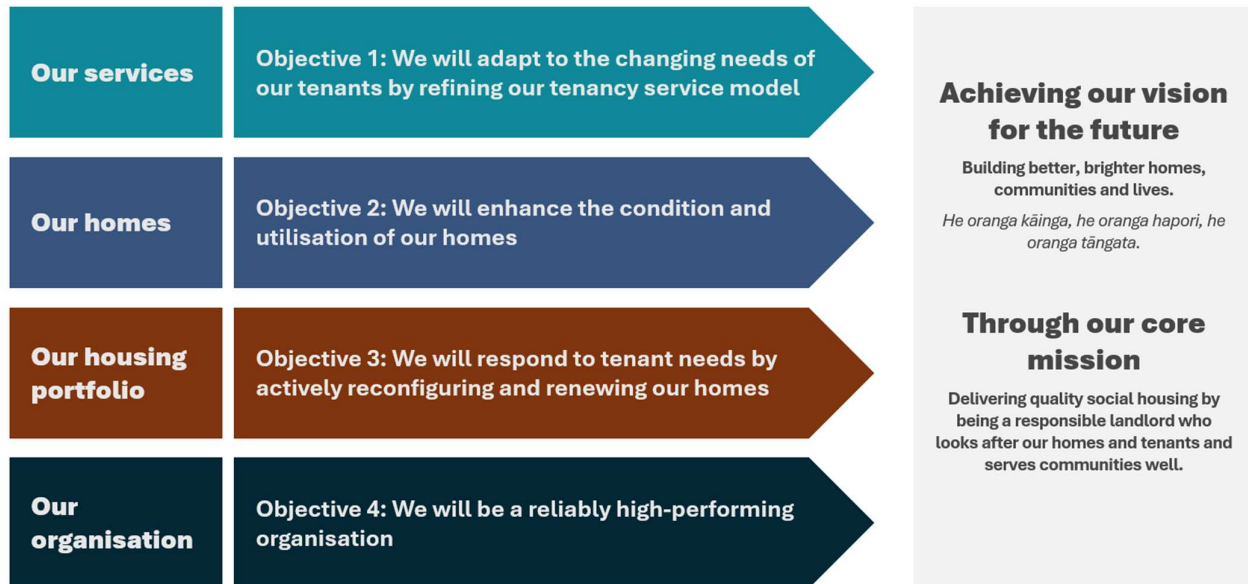 Our services
Objective 1: We will adapt to the changing needs of
our tenants by refining our tenancy service model
Our homes
Objective 2: We will enhance the condition and
utilisation of our homes
Our housing
portfolio
Objective 3: We will respond to tenant needs by
actively reconfiguring and renewing our homes
Our
organisation
Objective 4: We will be a reliably high-performing
organisation
Achieving our vision
for the future
Building better, brighter homes,
communities and lives.
He oranga kāinga, he oranga hapori, he
oranga tāngata.
Through our core
mission
Delivering quality social housing by
being a responsible landlord who
looks after our homes and tenants and
serves communities well.